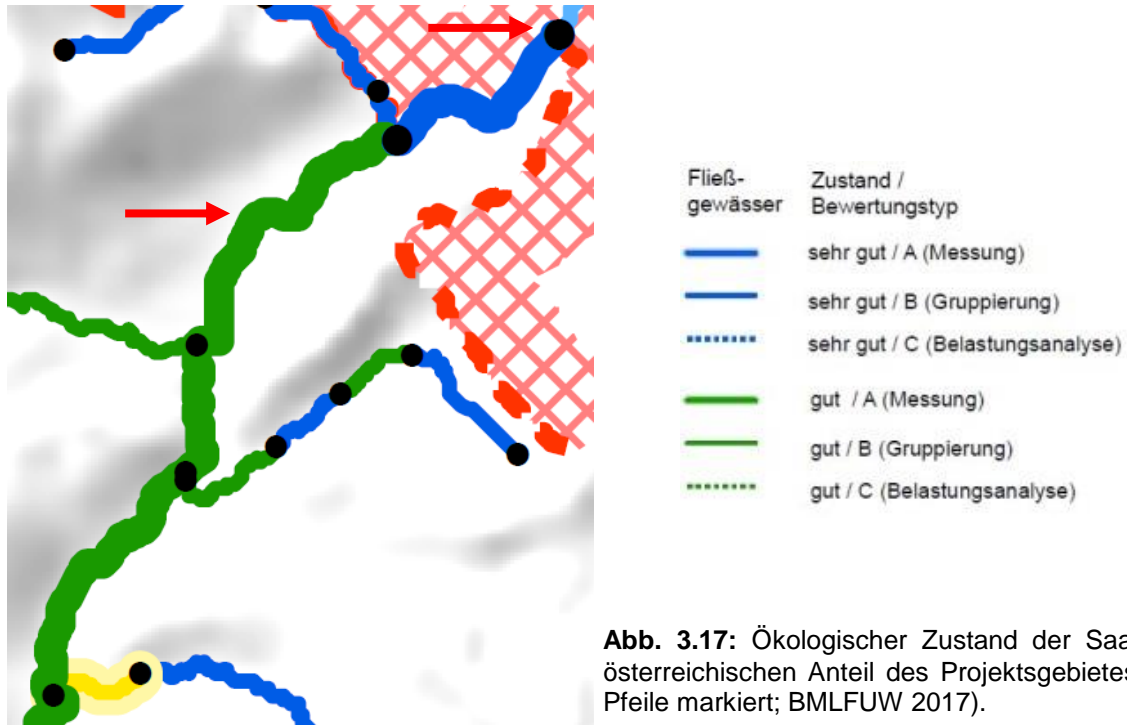 Fließ- Zustand /
gewässer Bewertungstyp
sehr gut / A (Messung)
sehr gut / B (Gruppierung)
sehr gut / C (Belastungsanalyse)
gut / A (Messung)
gut / B (Gruppierung)
gut / C (Belastungsanalyse)
Abb. 3.17: Ökologischer Zustand der Saa
österreichischen Anteil des Projektsgebietes
Pfeile markiert; BMLFUW 2017).